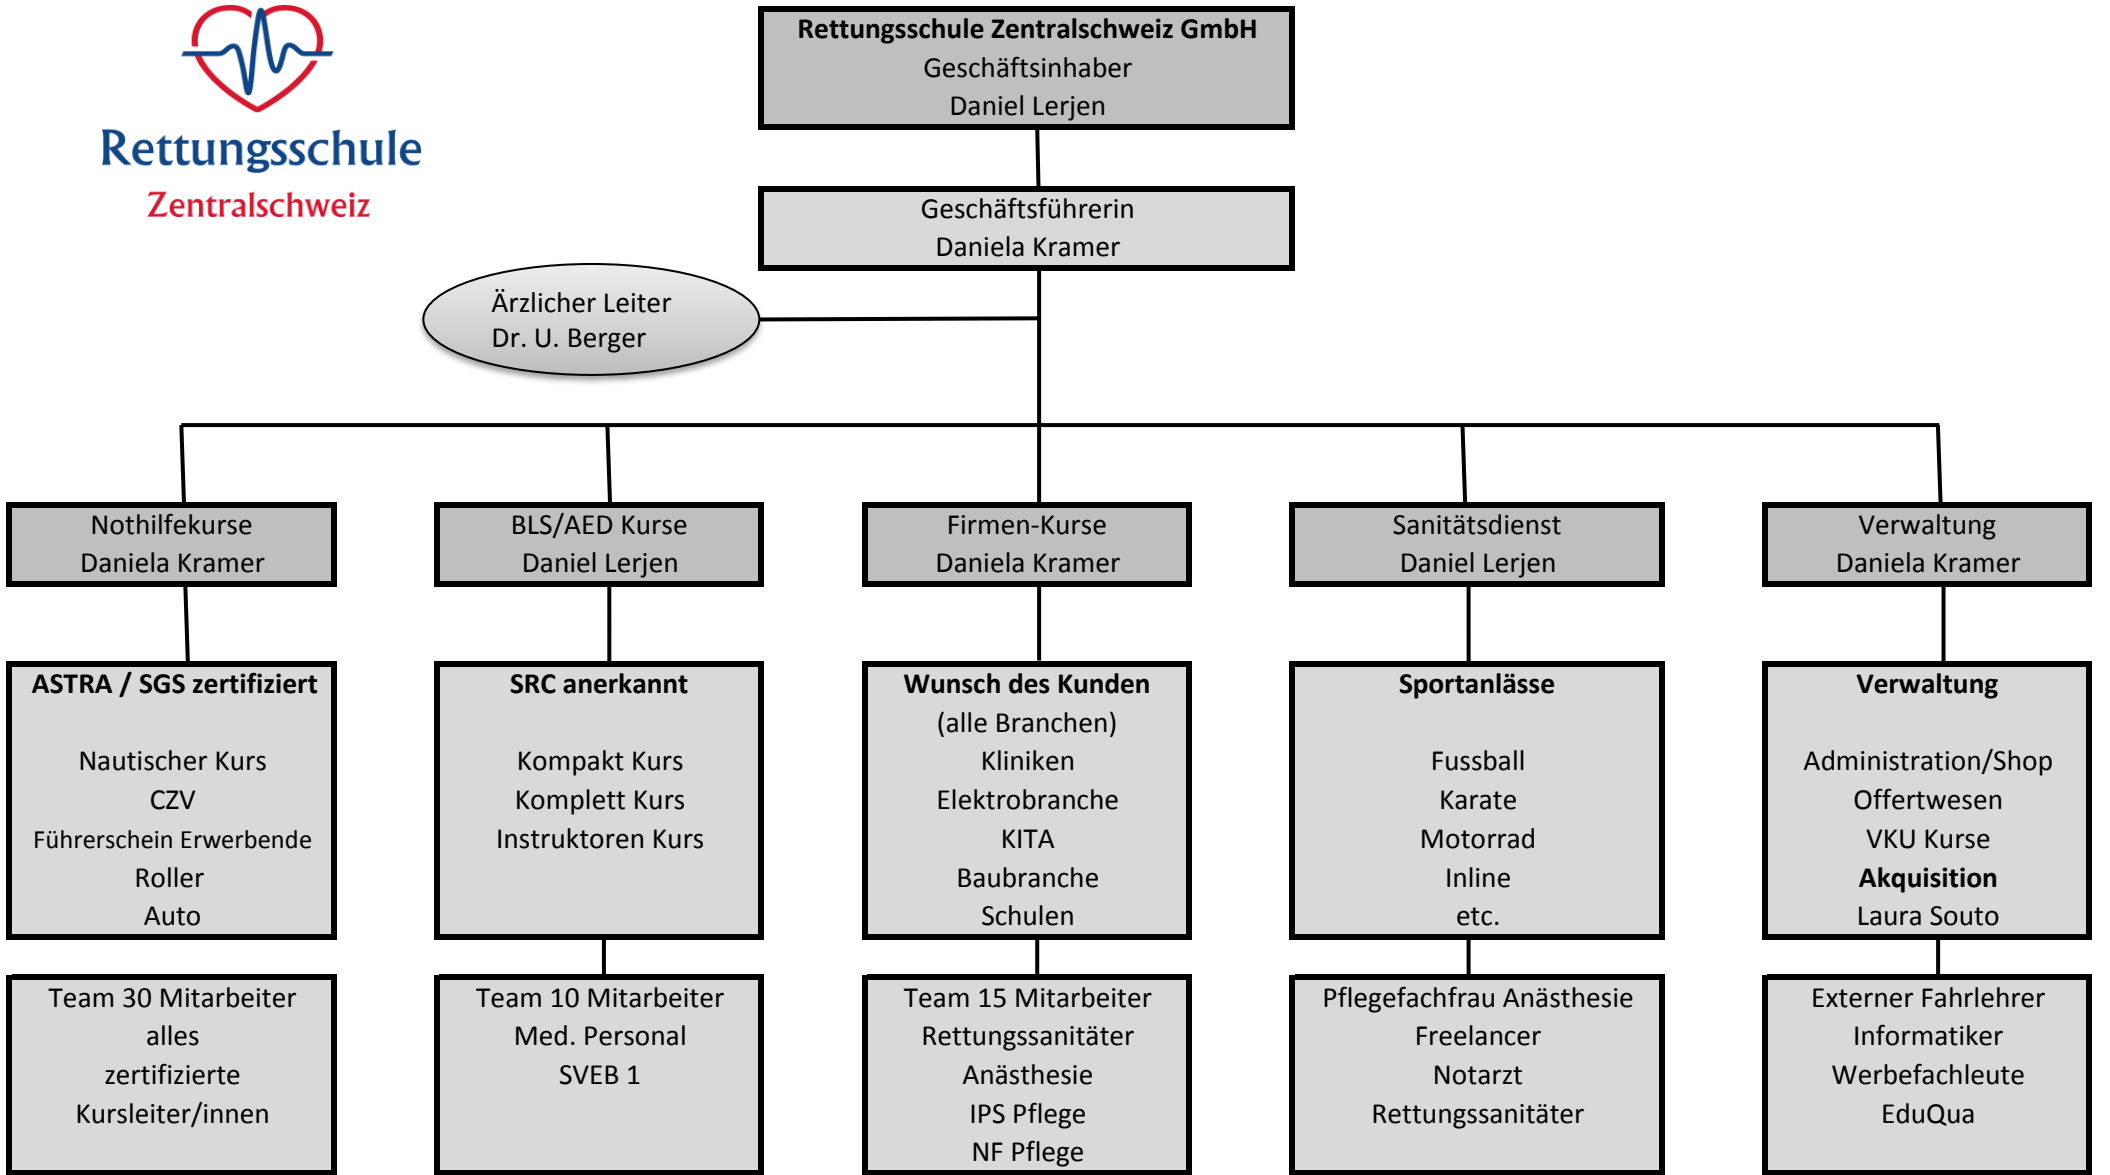 Rettungsschule
Zentralschweiz
Rettungsschule Zentralschweiz GmbH
Geschäftsinhaber
Daniel Lerjen
Geschäftsführerin
Daniela Kramer
Ärzlicher Leiter
Dr. U. Berger
Nothilfekurse
Daniela Kramer
BLS/AED Kurse
Daniel Lerjen
Firmen-Kurse
Daniela Kramer
Sanitätsdienst
Daniel Lerjen
Verwaltung
Daniela Kramer
ASTRA / SGS zertifiziert
Nautischer Kurs
CZV
Führerschein Erwerbende
Roller
Auto
SRC anerkannt
Kompakt Kurs
Komplett Kurs
Instruktoren Kurs
Wunsch des Kunden
(alle Branchen)
Kliniken
Elektrobranche
KITA
Baubranche
Schulen
Sportanlässe
Fussball
Karate
Motorrad
Inline
etc.
Verwaltung
Administration/Shop
Offertwesen
VKU Kurse
Akquisition
Laura Souto
Team 30 Mitarbeiter
alles
zertifizierte
Kursleiter/innen
Team 10 Mitarbeiter
Med. Personal
SVEB 1
Team 15 Mitarbeiter
Rettungssanitäter
Anästhesie
IPS Pflege
NF Pflege
Pflegefachfrau Anästhesie
Freelancer
Notarzt
Rettungssanitäter
Externer Fahrlehrer
Informatiker
Werbefachleute
EduQua